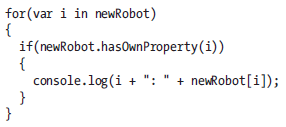 for(var i in newRobot)
{
  if(newRobot.hasOwnProperty(i))
  {
    console.log(i + ": " + newRobot[i]);
  }
}